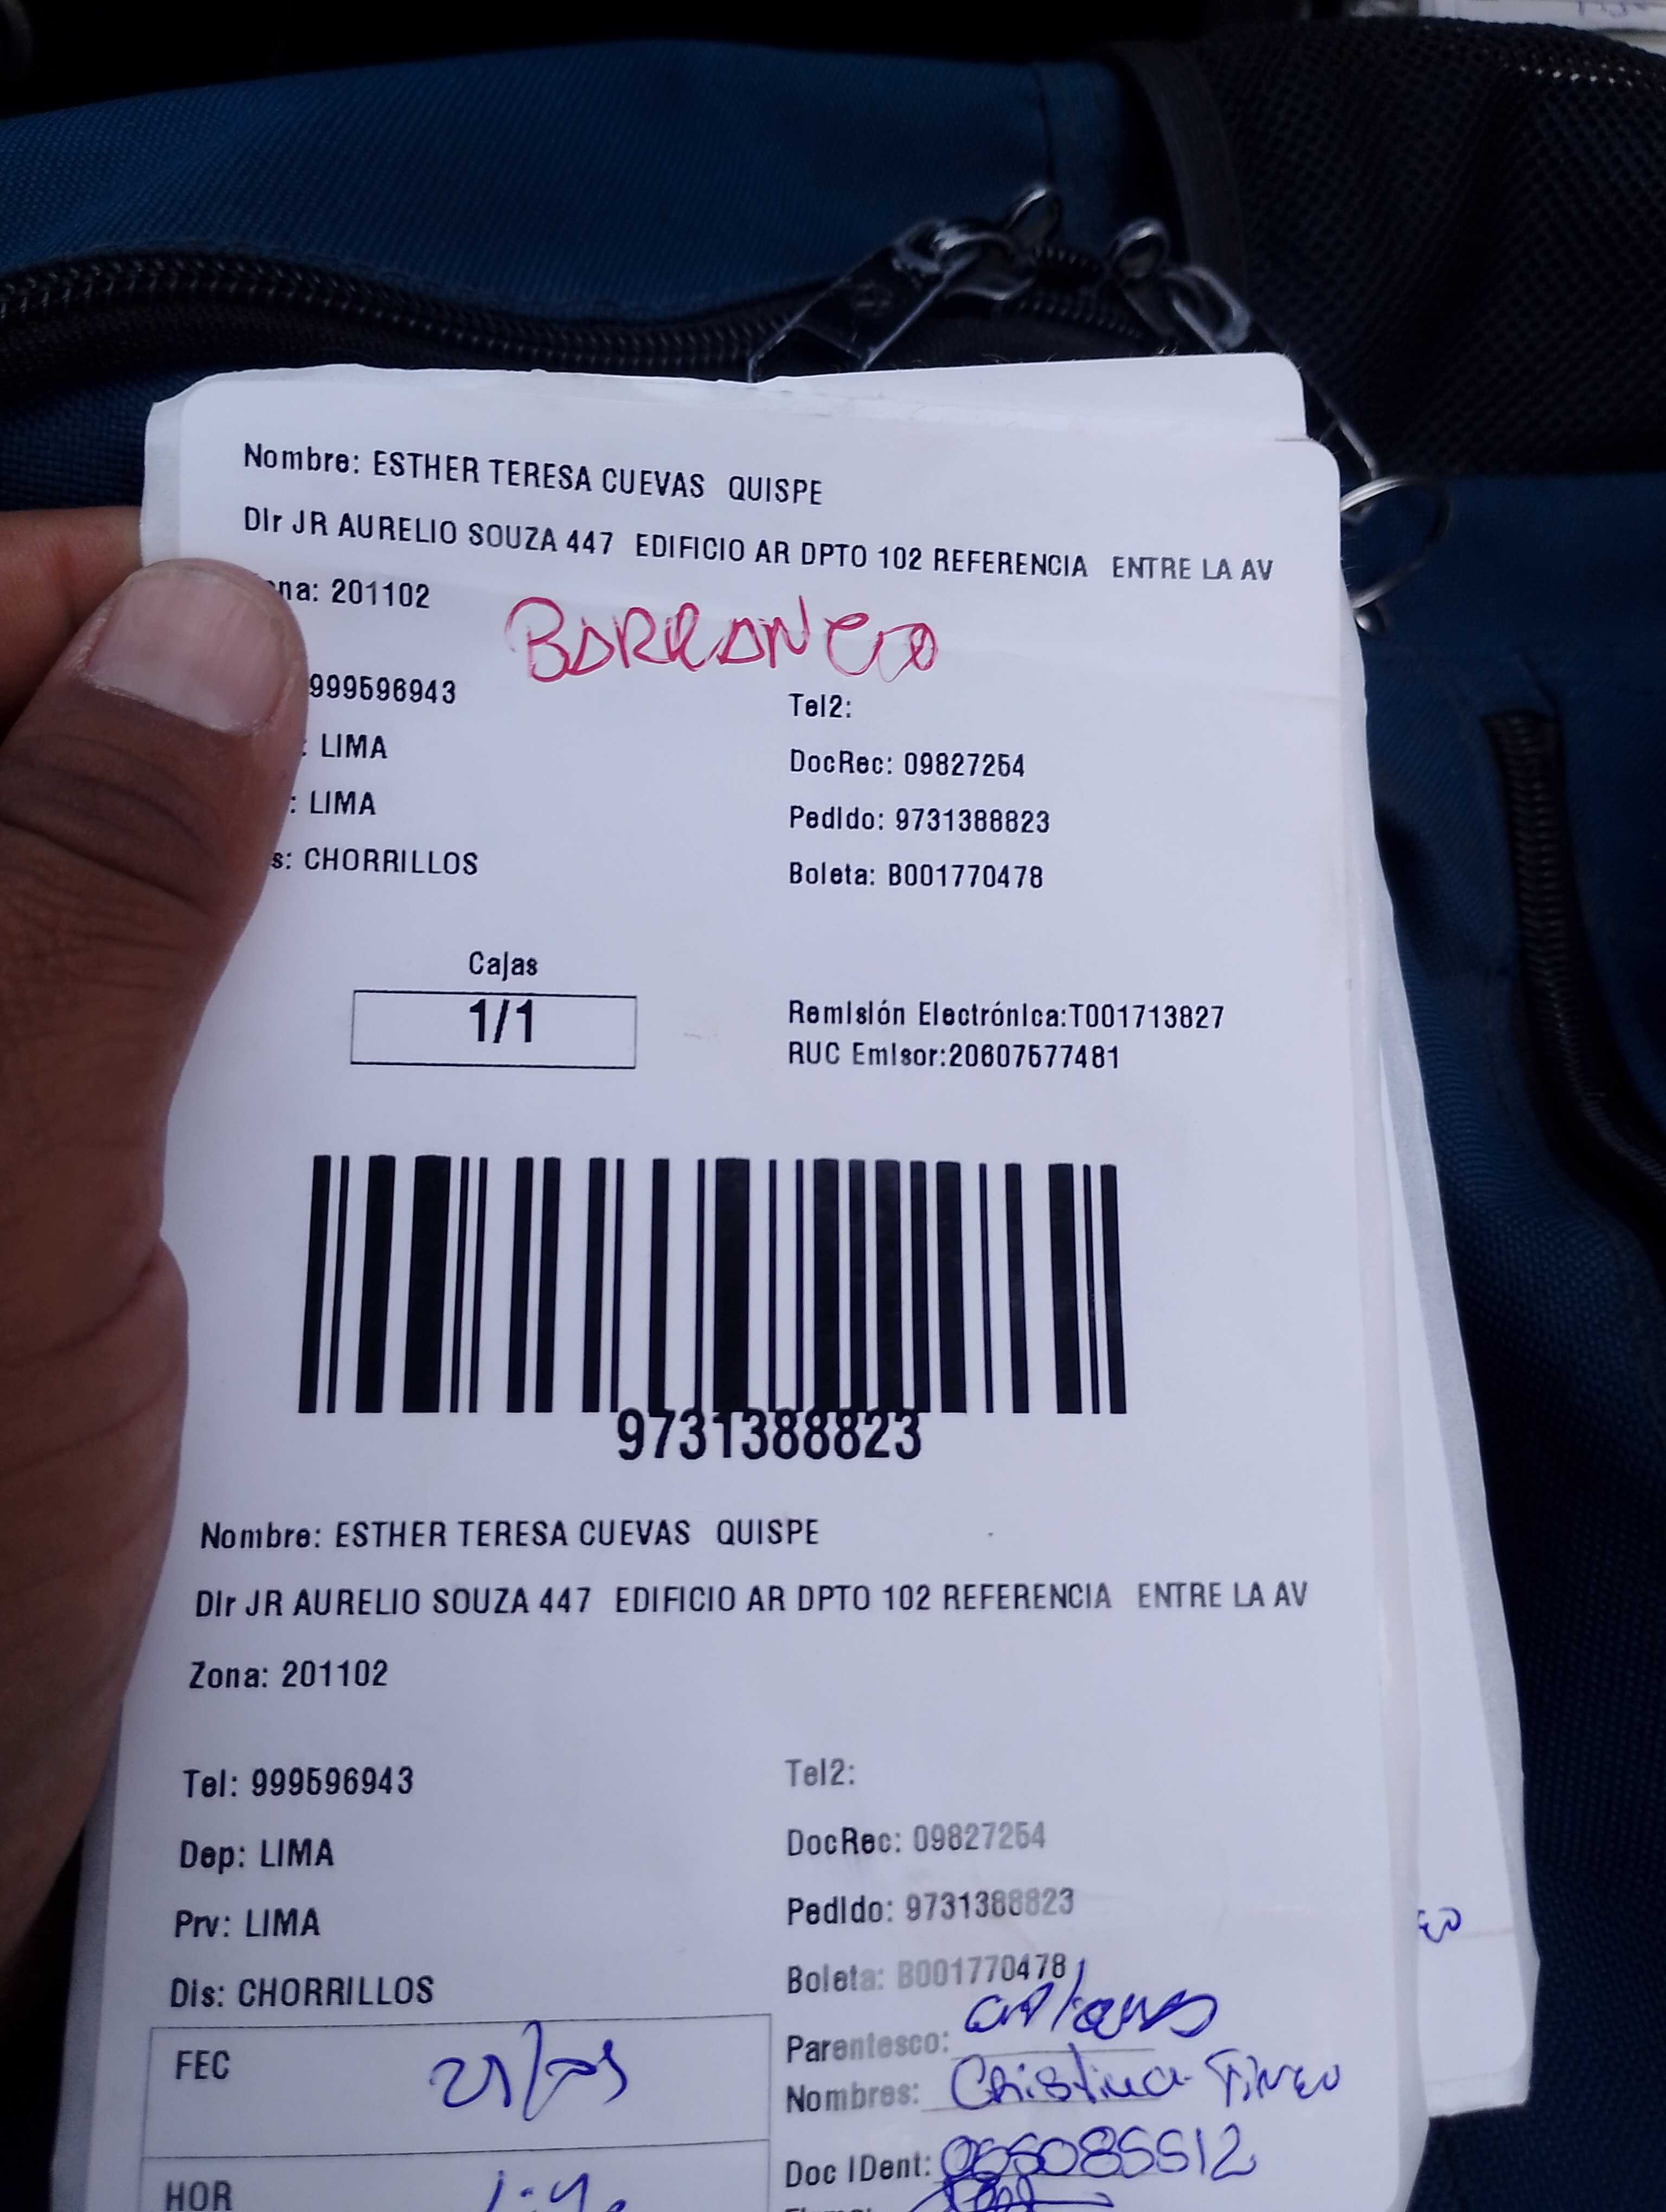 Nombre: ESTHER TERESA CUEVAS QUISPE
Dir JR AURELIO SOUZA 447 EDIFICIO AR DPTO 102 REFERENCIA ENTRE LA AV
na: 201102
BARRANCO
999596943
Tel2:
: LIMA
DocRec: 09827254
: LIMA
Pedido: 9731388823
s: CHORRILLOS
Boleta: B001770478
Cajas
1/1
Remisión Electrónica:T001713827
RUC Emisor:20607577481
9731388823
Nombre: ESTHER TERESA CUEVAS QUISPE
Dir JR AURELIO SOUZA 447 EDIFICIO AR DPTO 102 REFERENCIA ENTRE LA AV
Zona: 201102
Tel: 999596943
Tel2:
Dep: LIMA
DocRec: 09827254
Prv: LIMA
Pedido: 9731388823
Dis: CHORRILLOS
Boleta: B001770478
Parentesco:
FEC
Nombres: Cristina Tineo
Doc IDent:
HOR